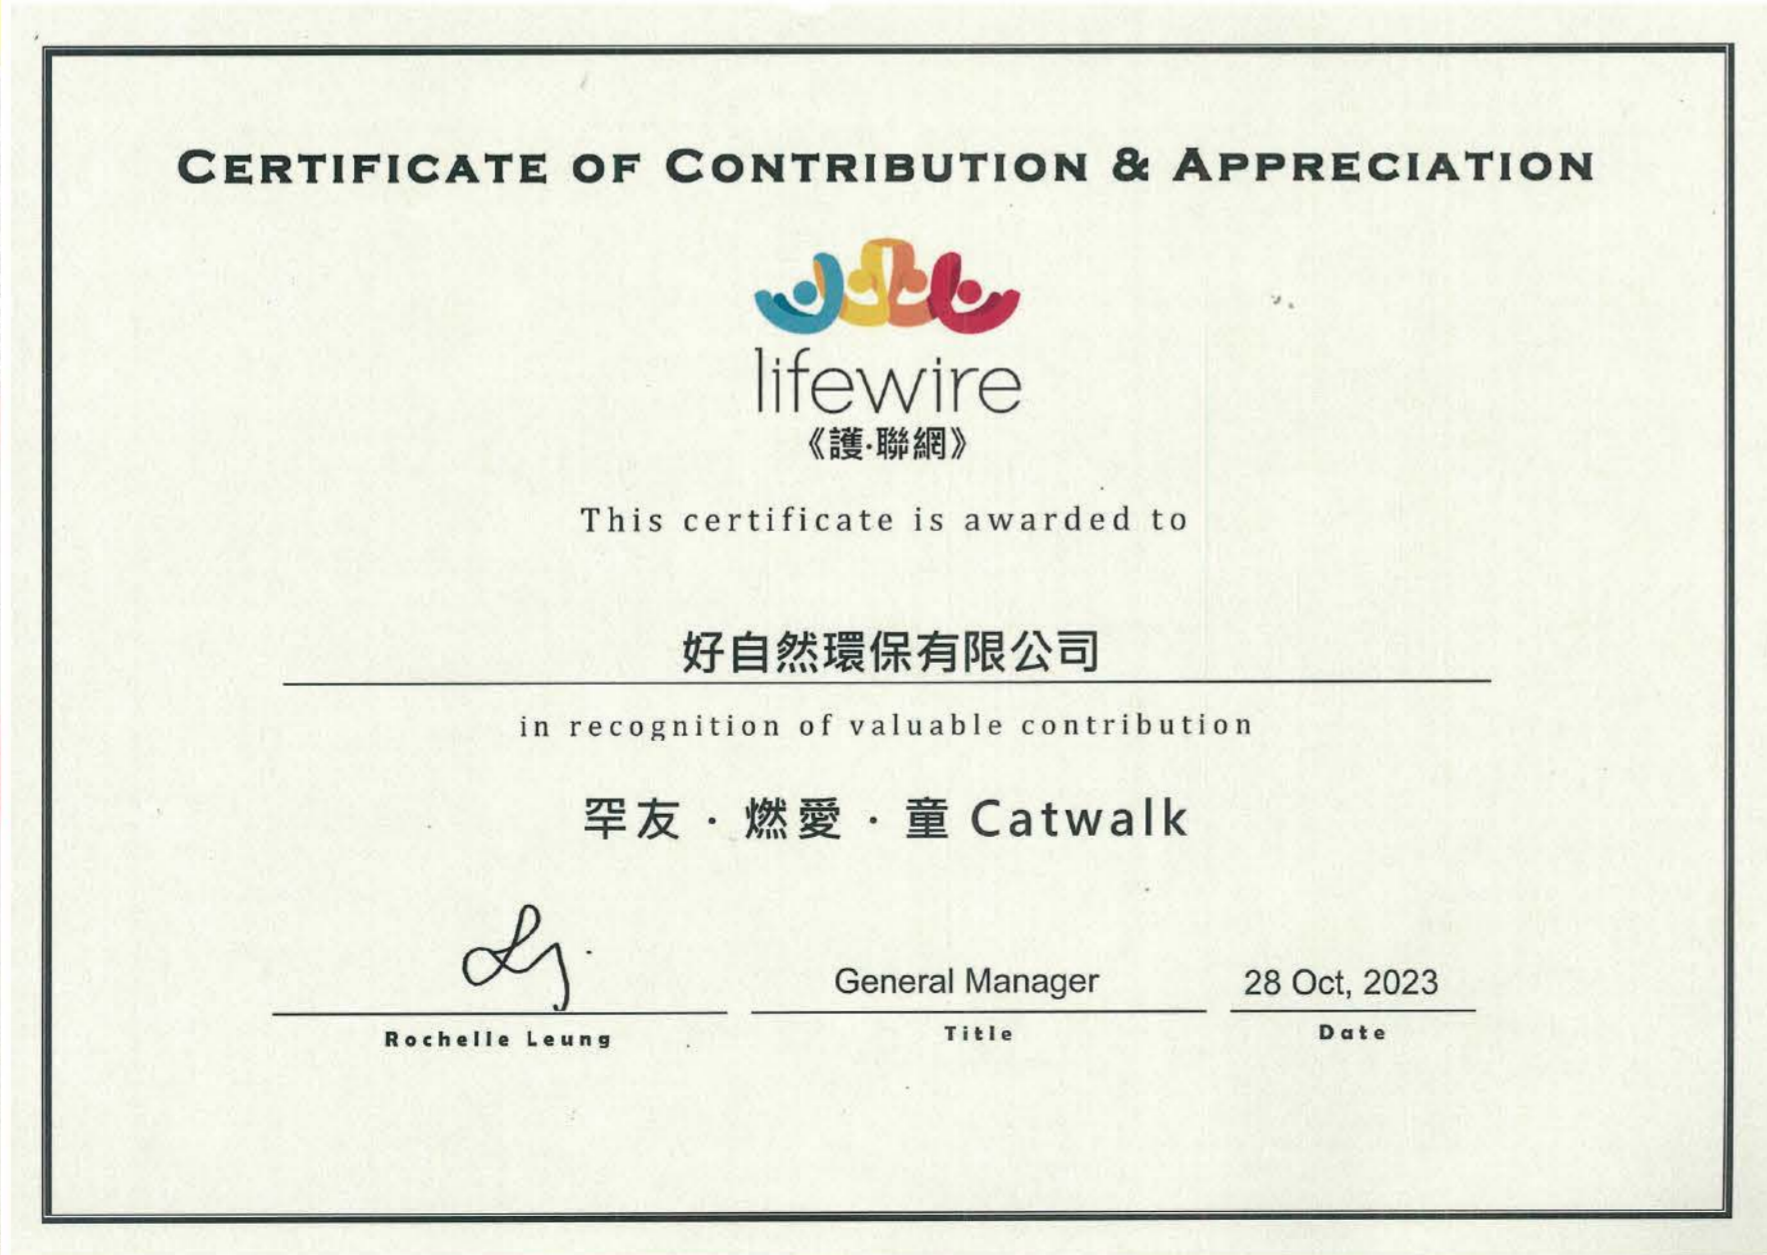 CERTIFICATE OF CONTRIBUTION & APPRECIATION
lifewire
《護·聯網》
This certificate is awarded to
好自然環保有限公司
in recognition of valuable contribution
罕友·燃愛·童 Catwalk
General Manager 28 Oct, 2023
Rochelle Leung Title Date